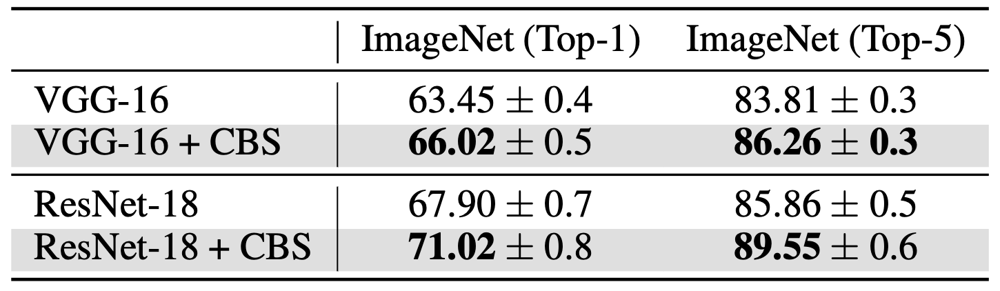 ImageNet (Top-1) ImageNet (Top-5)
VGG-16 63.45 ± 0.4 83.81 ± 0.3
VGG-16 + CBS 66.02 ± 0.5 86.26 ± 0.3
ResNet-18 67.90 ± 0.7 85.86 ± 0.5
ResNet-18 + CBS 71.02 ± 0.8 89.55 ± 0.6